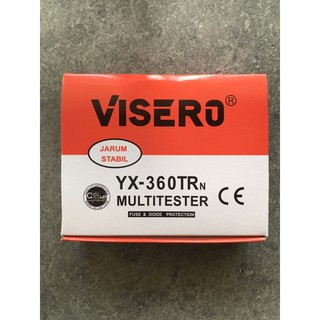 VISERO®
JARUM
STABIL
YX-360TRN
MULTITESTER
CE
FUSE & DIODE PROTECTION